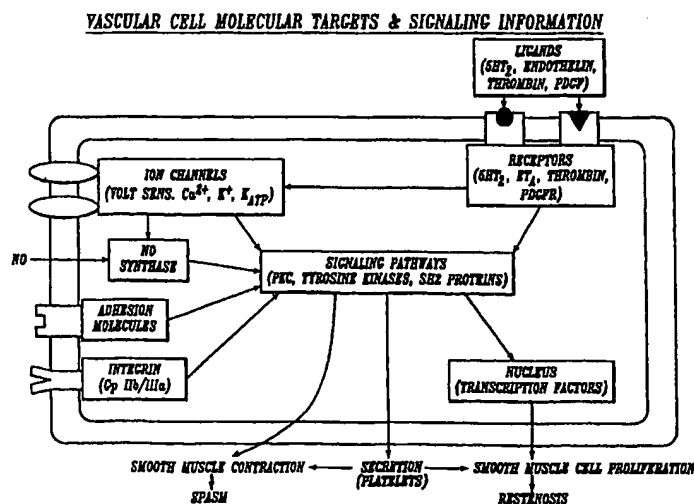 VASCULAR CELL MOLECULAR TARGETS & SIGNALING INFORMATION
LIGANDS
(5HT2, ENDOTHELIN,
THROMBIN, PDGF)
ION CHANNELS
(VOLT SENS. Ca2+, K+, KATP)
RECEPTORS
(5HT2, ETA, THROMBIN,
PDGFR)
NO
NO
SYNTHASE
SIGNALING PATHWAYS
(PKC, TYROSINE KINASES, SH2 PROTEINS)
ADHESION
MOLECULES
INTEGRIN
(Gp IIb/IIIa)
NUCLEUS
(TRANSCRIPTION FACTORS)
SMOOTH MUSCLE CONTRACTION
SECRETION
(PLATELETS)
SMOOTH MUSCLE CELL PROLIFERATION
SPASM
RESTENOSIS